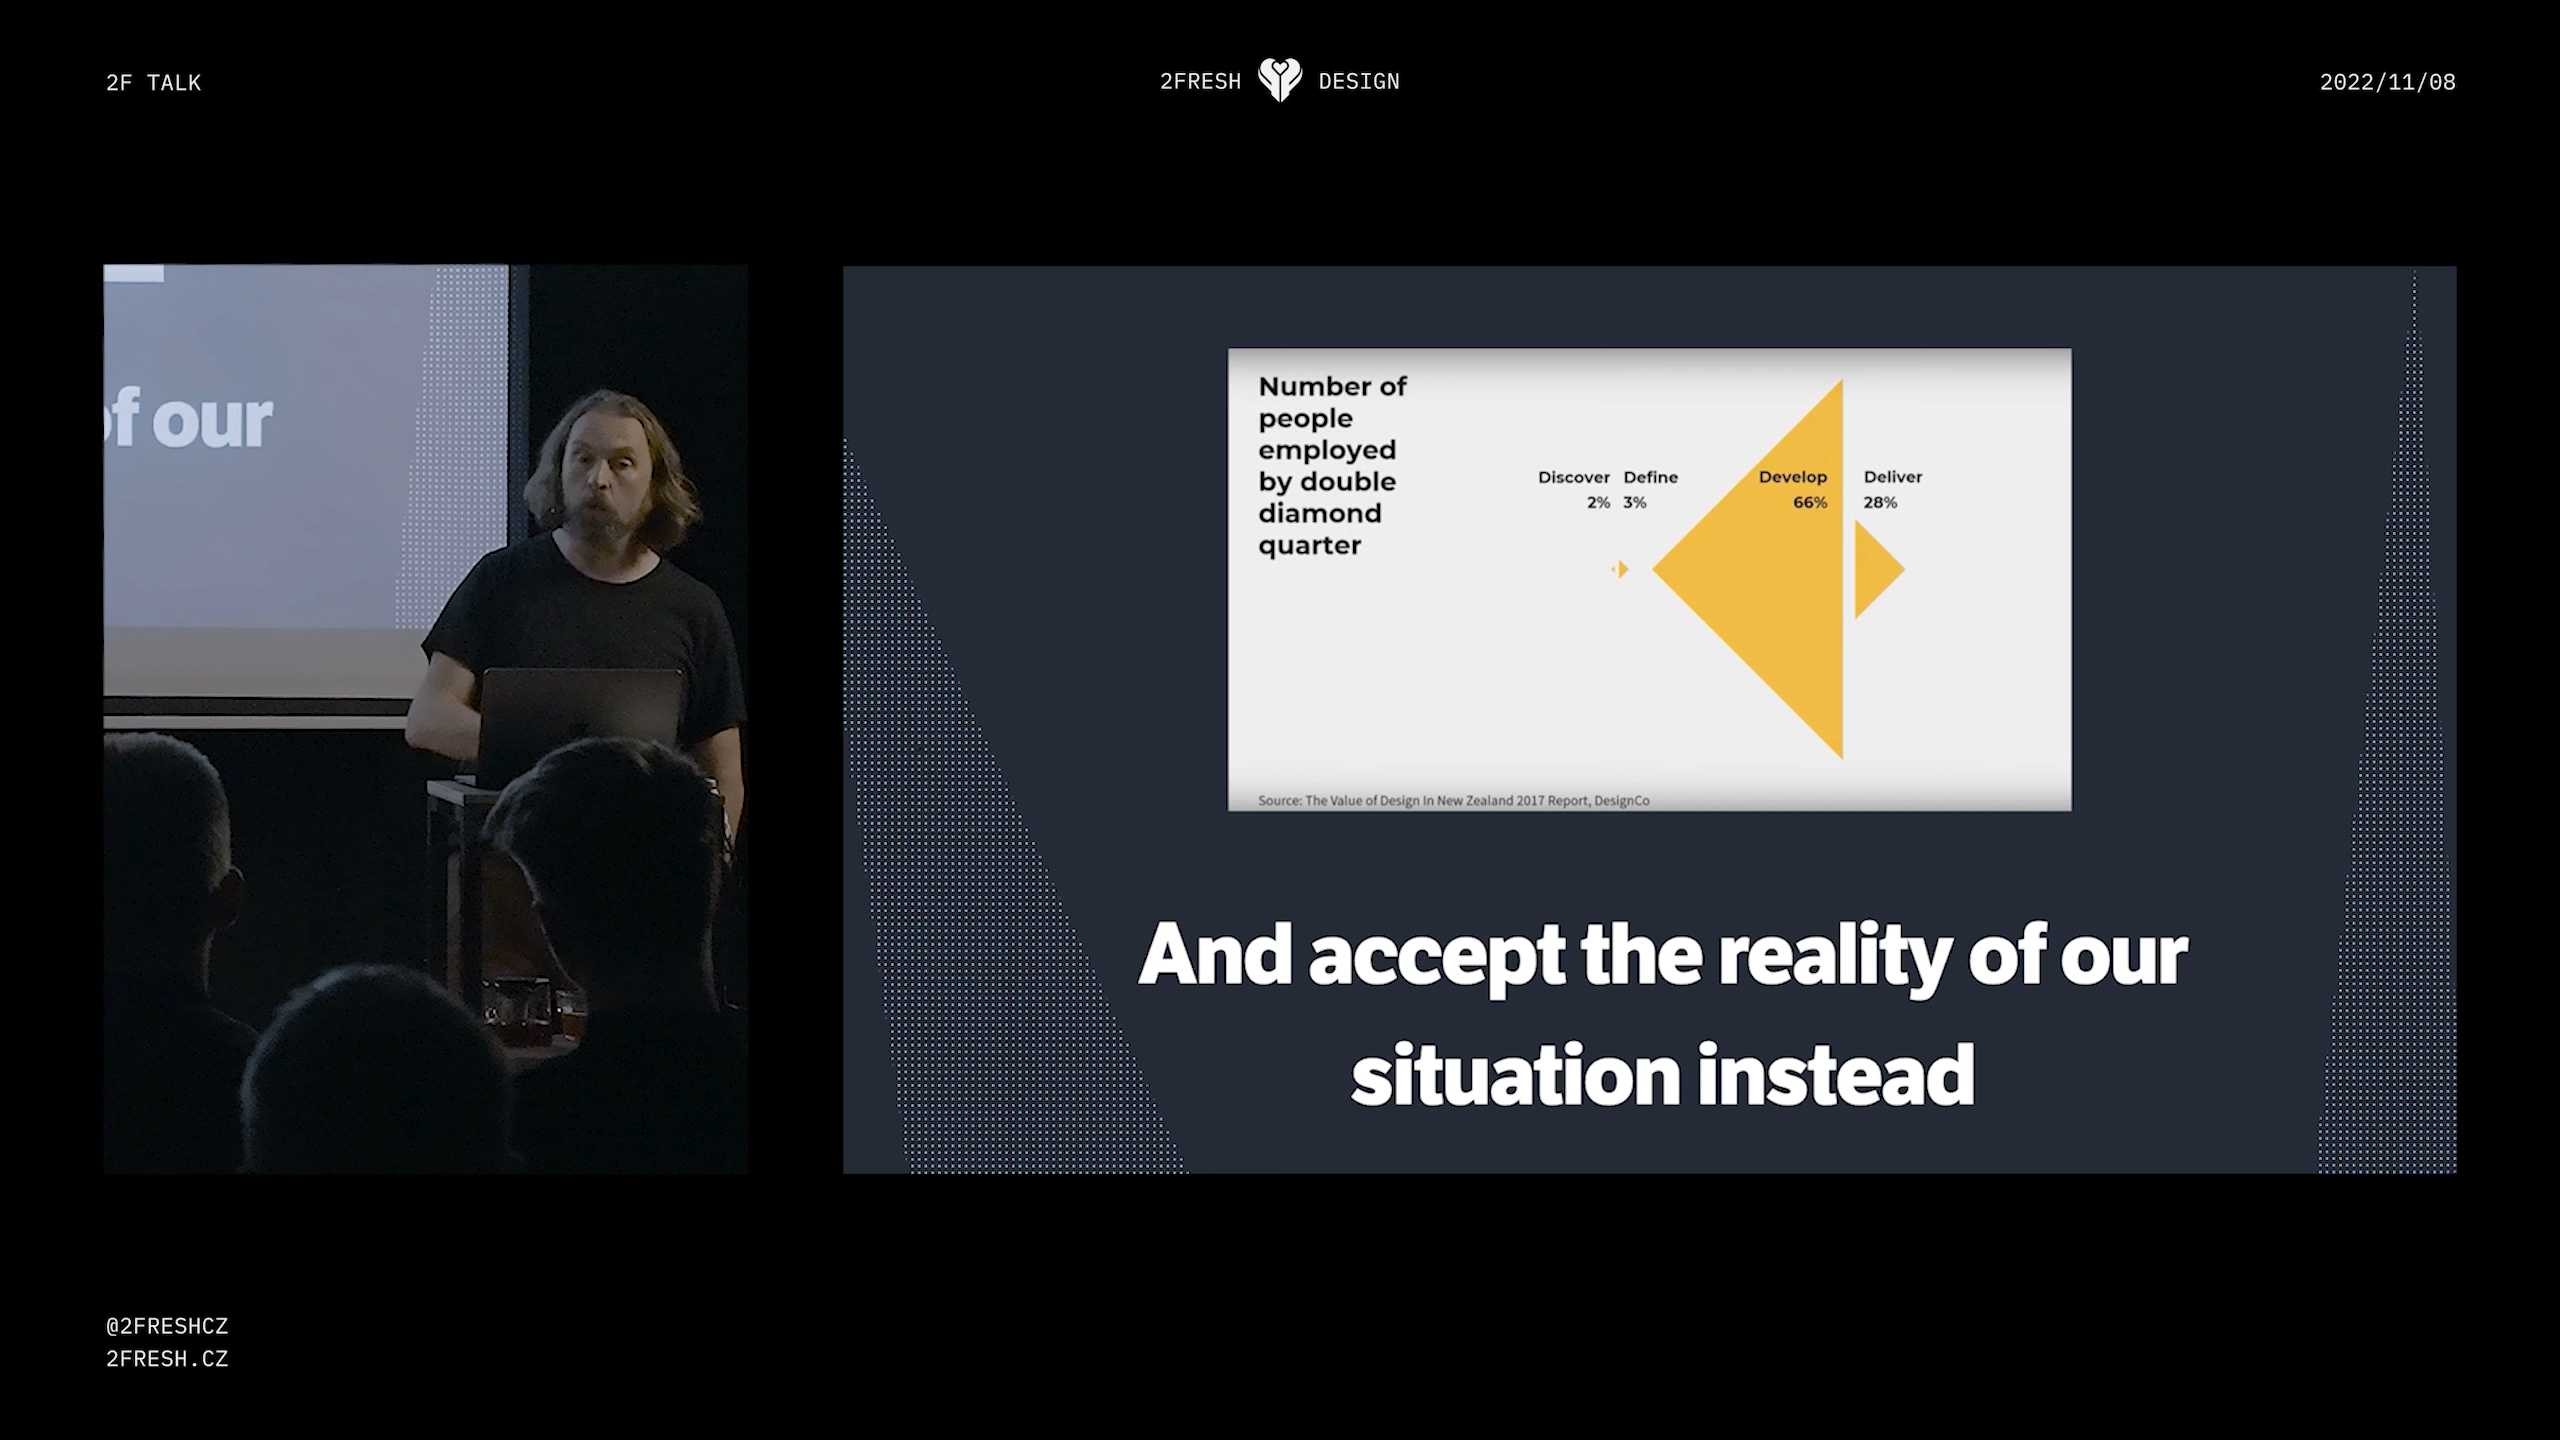 2F TALK
2FRESH DESIGN
2022/11/08
of our
Number of
people
employed
by double
diamond
quarter
Discover Define Develop Deliver
2% 3% 66% 28%
Source: The Value of Design In New Zealand 2017 Report, DesignCo
And accept the reality of our
situation instead
@2FRESHCZ
2FRESH.CZ